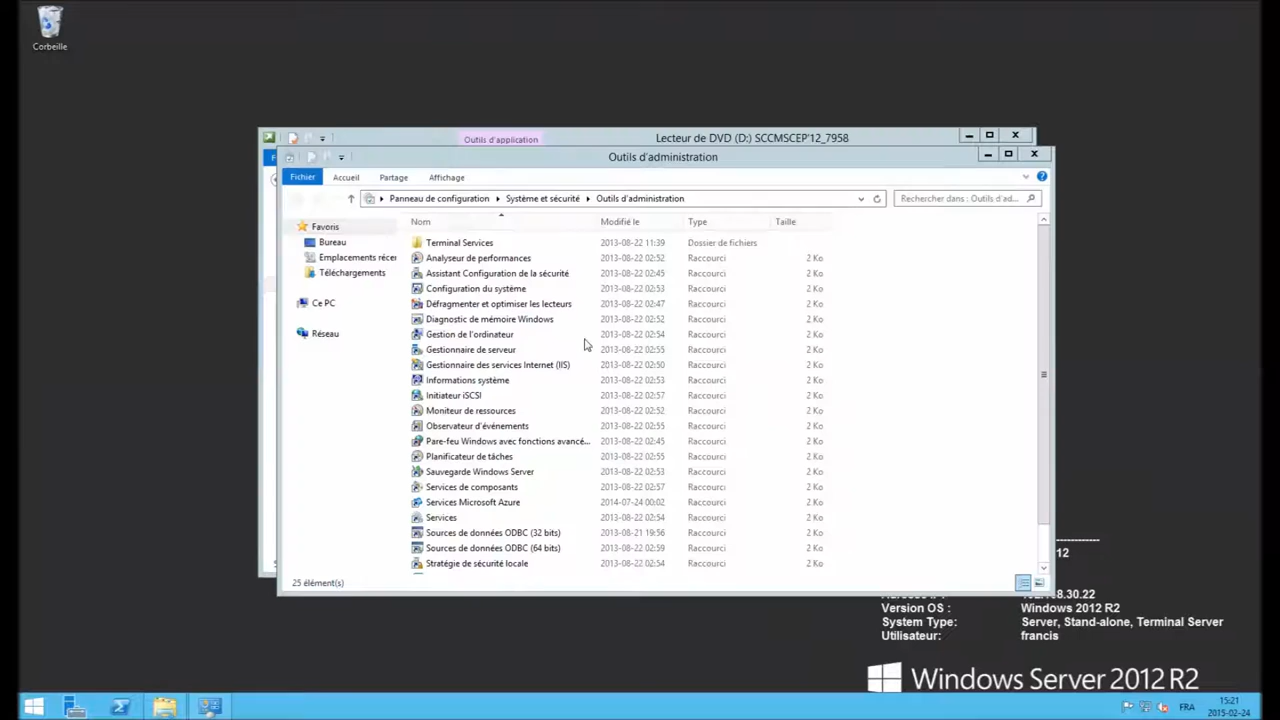 Corbeille
Outils d'application
Lecteur de DVD (D:) SCCMSCEP'12_7958
Outils d'administration
Fichier
Accueil
Partage
Affichage
Panneau de configuration
Système et sécurité
Outils d'administration
Rechercher dans : Outils d'ad...
Nom
Modifié le
Type
Taille
Favoris
Bureau
Emplacements récer
Téléchargements
Ce PC
Réseau
Terminal Services 2013-08-22 11:39 Dossier de fichiers
Analyseur de performances 2013-08-22 02:52 Raccourci 2 Ko
Assistant Configuration de la sécurité 2013-08-22 02:45 Raccourci 2 Ko
Configuration du système 2013-08-22 02:53 Raccourci 2 Ko
Défragmenter et optimiser les lecteurs 2013-08-22 02:47 Raccourci 2 Ko
Diagnostic de mémoire Windows 2013-08-22 02:52 Raccourci 2 Ko
Gestion de l'ordinateur 2013-08-22 02:54 Raccourci 2 Ko
Gestionnaire de serveur 2013-08-22 02:55 Raccourci 2 Ko
Gestionnaire des services Internet (IIS) 2013-08-22 02:50 Raccourci 2 Ko
Informations système 2013-08-22 02:53 Raccourci 2 Ko
Initiateur iSCSI 2013-08-22 02:57 Raccourci 2 Ko
Moniteur de ressources 2013-08-22 02:52 Raccourci 2 Ko
Observateur d'événements 2013-08-22 02:55 Raccourci 2 Ko
Pare-feu Windows avec fonctions avancé... 2013-08-22 02:45 Raccourci 2 Ko
Planificateur de tâches 2013-08-22 02:54 Raccourci 2 Ko
Sauvegarde Windows Server 2013-08-22 02:53 Raccourci 2 Ko
Services de composants 2013-08-22 02:57 Raccourci 2 Ko
Services Microsoft Azure 2014-07-24 00:02 Raccourci 2 Ko
Services 2013-08-22 02:54 Raccourci 2 Ko
Sources de données ODBC (32 bits) 2013-08-21 19:56 Raccourci 2 Ko
Sources de données ODBC (64 bits) 2013-08-22 02:59 Raccourci 2 Ko
Stratégie de sécurité locale 2013-08-22 02:54 Raccourci 2 Ko
25 élément(s)
------------
12
.30.22
Version OS : Windows 2012 R2
System Type: Server, Stand-alone, Terminal Server
Utilisateur: francis
Windows Server 2012 R2
FRA
15:21
2015-02-24